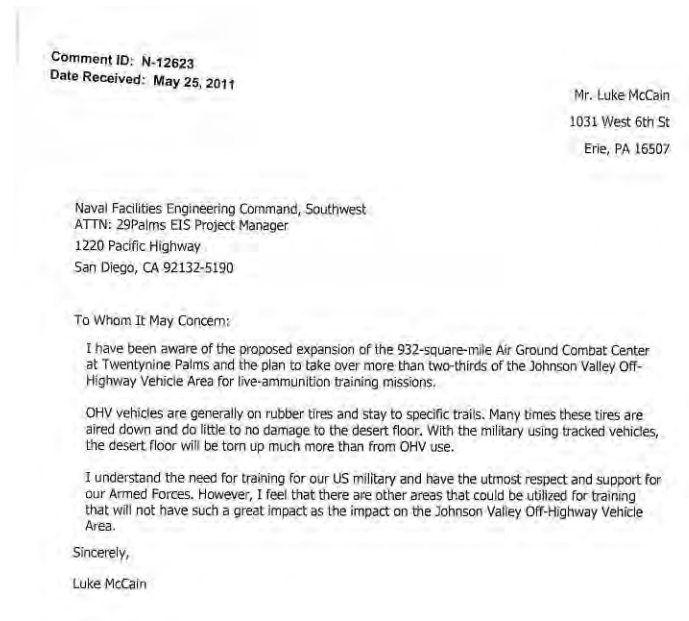 Comment ID: N-12623
Date Received: May 25, 2011
Mr. Luke McCain
1031 West 6th St
Erie, PA 16507
Naval Facilities Engineering Command, Southwest
ATTN: 29Palms EIS Project Manager
1220 Pacific Highway
San Diego, CA 92132-5190
To Whom It May Concern:
I have been aware of the proposed expansion of the 932-square-mile Air Ground Combat Center
at Twentynine Palms and the plan to take over more than two-thirds of the Johnson Valley Off-
Highway Vehicle Area for live-ammunition training missions.
OHV vehicles are generally on rubber tires and stay to specific trails. Many times these tires are
aired down and do little to no damage to the desert floor. With the military using tracked vehicles,
the desert floor will be torn up much more than from OHV use.
I understand the need for training for our US military and have the utmost respect and support for
our Armed Forces. However, I feel that there are other areas that could be utilized for training
that will not have such a great impact as the impact on the Johnson Valley Off-Highway Vehicle
Area.
Sincerely,
Luke McCain